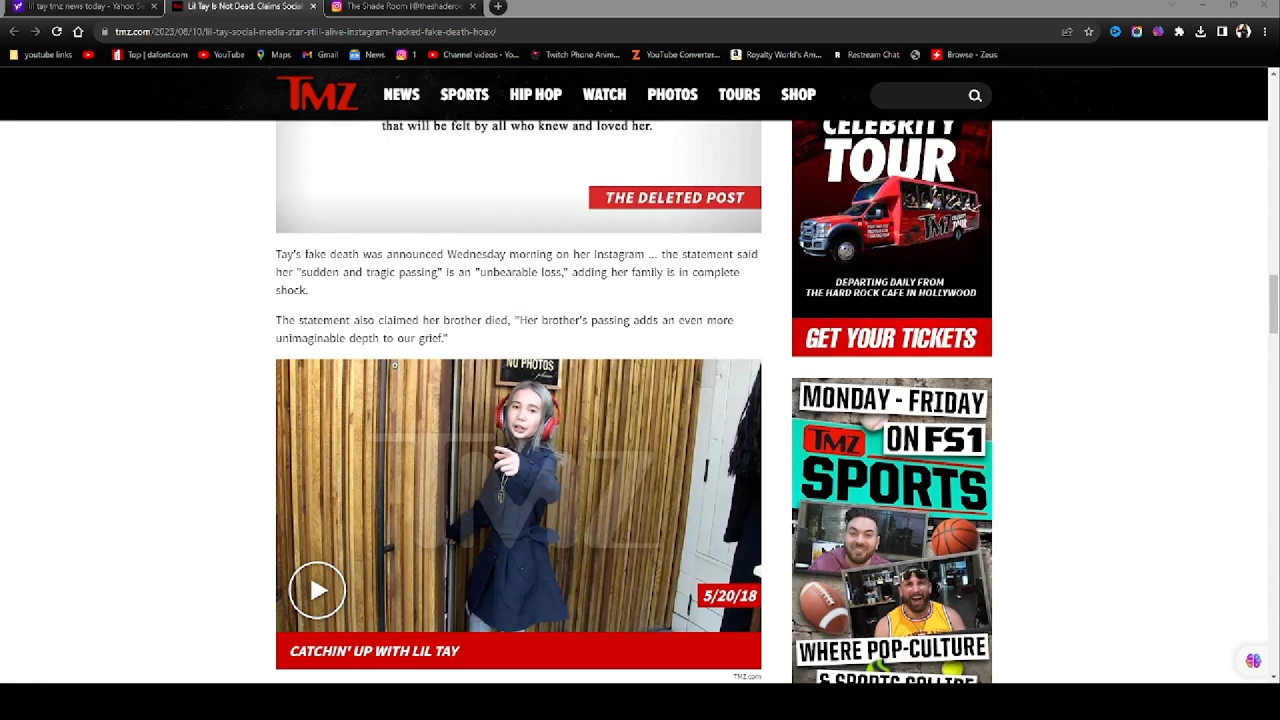 lil tay tmz news today - Yahoo Se
Lil Tay Is Not Dead, Claims Social
The Shade Room (@theshadero
tmz.com/2023/08/10/lil-tay-social-media-star-still-alive-instagram-hacked-fake-death-hoax/
youtube links
Top | dafont.com
YouTube
Maps
Gmail
News
1
Channel videos - Yo...
Twitch Phone Anim...
YouTube Converter...
Royalty World's Am...
Restream Chat
Browse - Zeus
TMZ
NEWS
SPORTS
HIP HOP
WATCH
PHOTOS
TOURS
SHOP
that will be felt by all who knew and loved her.
THE DELETED POST
Tay's fake death was announced Wednesday morning on her Instagram ... the statement said
her "sudden and tragic passing" is an "unbearable loss," adding her family is in complete
shock.
The statement also claimed her brother died, "Her brother's passing adds an even more
unimaginable depth to our grief."
NO PHOTOS
please
TMZ
5/20/18
CATCHIN' UP WITH LIL TAY
TMZ.com
CELEBRITY
TOUR
TMZ
DEPARTING DAILY FROM
THE HARD ROCK CAFE IN HOLLYWOOD
GET YOUR TICKETS
MONDAY - FRIDAY
TMZ ON FS1
SPORTS
WHERE POP-CULTURE
& SPORTS COLLIDE